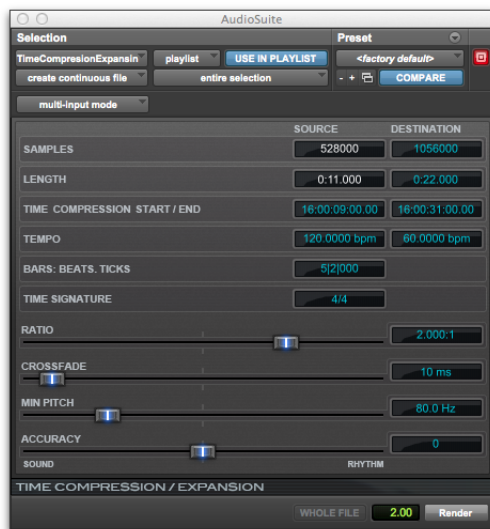 AudioSuite
Selection
Preset
TimeCompresionExpansin
playlist
USE IN PLAYLIST
<factory default>
create continuous file
entire selection
- +
COMPARE
multi-input mode
SOURCE DESTINATION
SAMPLES 528000 1056000
LENGTH 0:11.000 0:22.000
TIME COMPRESSION START / END 16:00:09:00.00 16:00:31:00.00
TEMPO 120.0000 bpm 60.0000 bpm
BARS: BEATS. TICKS 5|2|000
TIME SIGNATURE 4/4
RATIO 2.000:1
CROSSFADE 10 ms
MIN PITCH 80.0 Hz
ACCURACY 0
SOUND RHYTHM
TIME COMPRESSION / EXPANSION
WHOLE FILE 2.00 Render